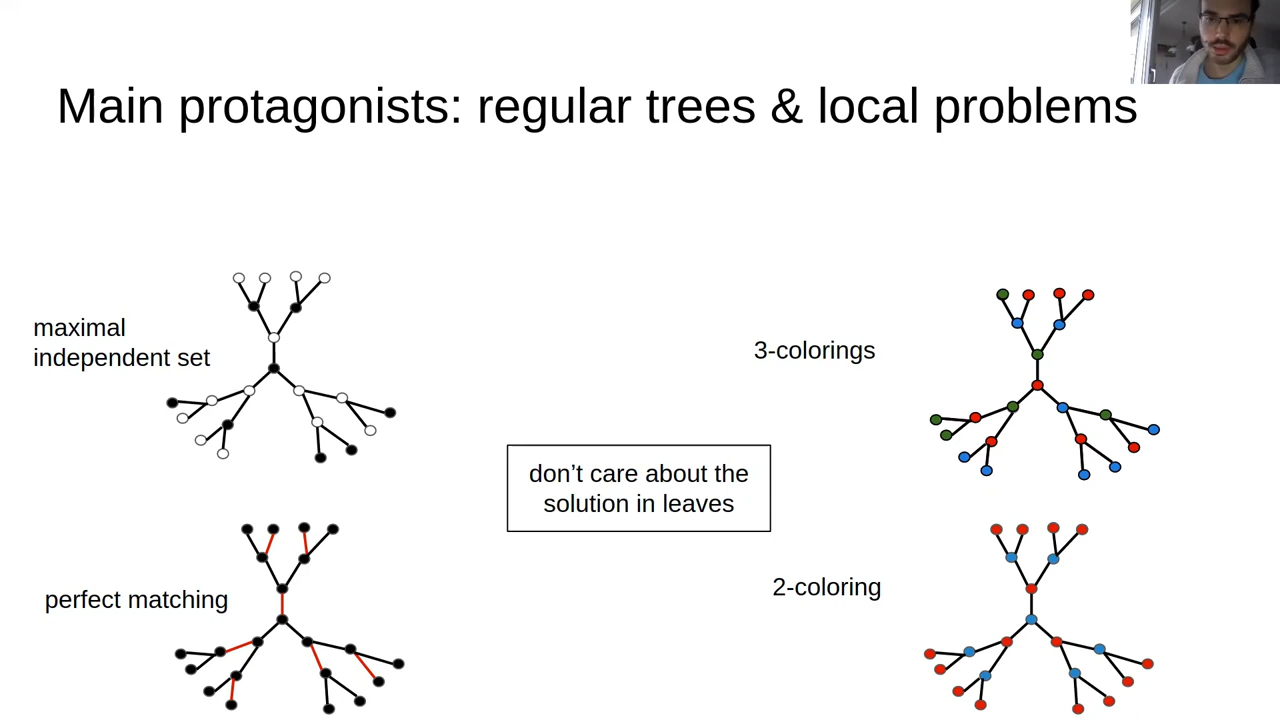 Main protagonists: regular trees & local problems
maximal
independent set
3-colorings
don't care about the
solution in leaves
perfect matching
2-coloring